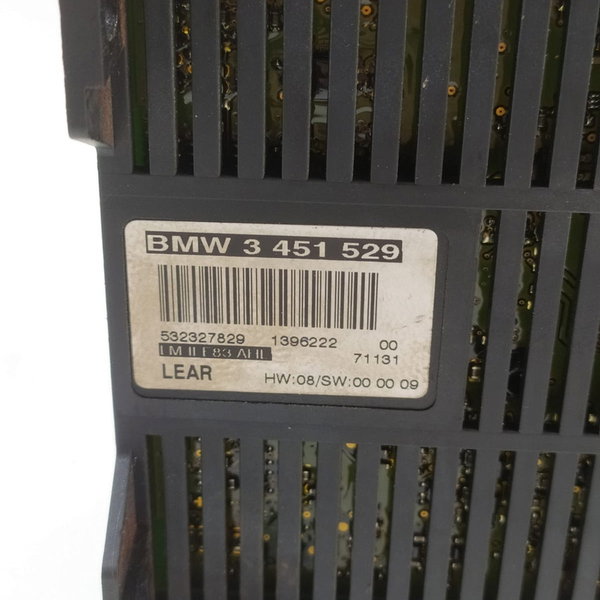 BMW 3 451 529
532327829 1396222 00
LM II E83 AHL 71131
LEAR HW:08/SW:00 00 09